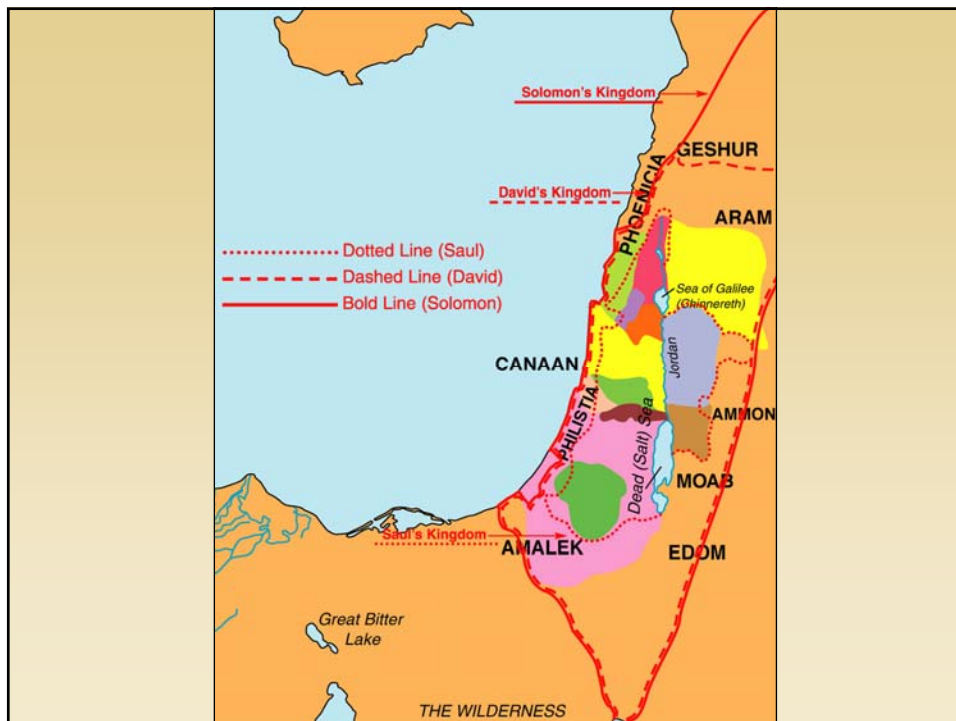 Solomon's Kingdom
GESHUR
PHOENICIA
David's Kingdom
ARAM
Dotted Line (Saul)
Dashed Line (David)
Bold Line (Solomon)
Sea of Galilee
(Chinnereth)
Jordan
CANAAN
PHILISTIA
AMMON
Dead (Salt) Sea
MOAB
Saul's Kingdom
AMALEK
EDOM
Great Bitter
Lake
THE WILDERNESS